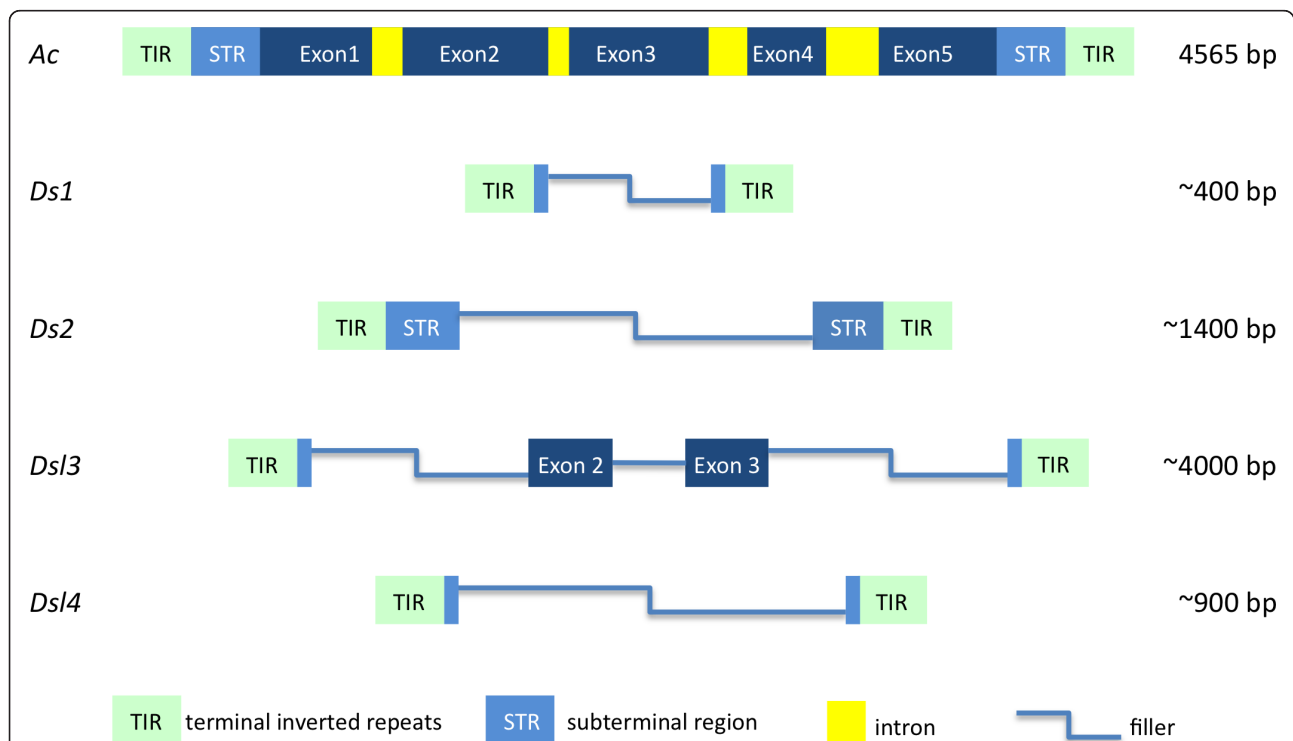 Ac TIR STR Exon1 Exon2 Exon3 Exon4 Exon5 STR TIR 4565 bp
Ds1 TIR TIR ~400 bp
Ds2 TIR STR STR TIR ~1400 bp
Dsl3 TIR Exon 2 Exon 3 TIR ~4000 bp
Dsl4 TIR TIR ~900 bp
TIR terminal inverted repeats STR subterminal region intron filler